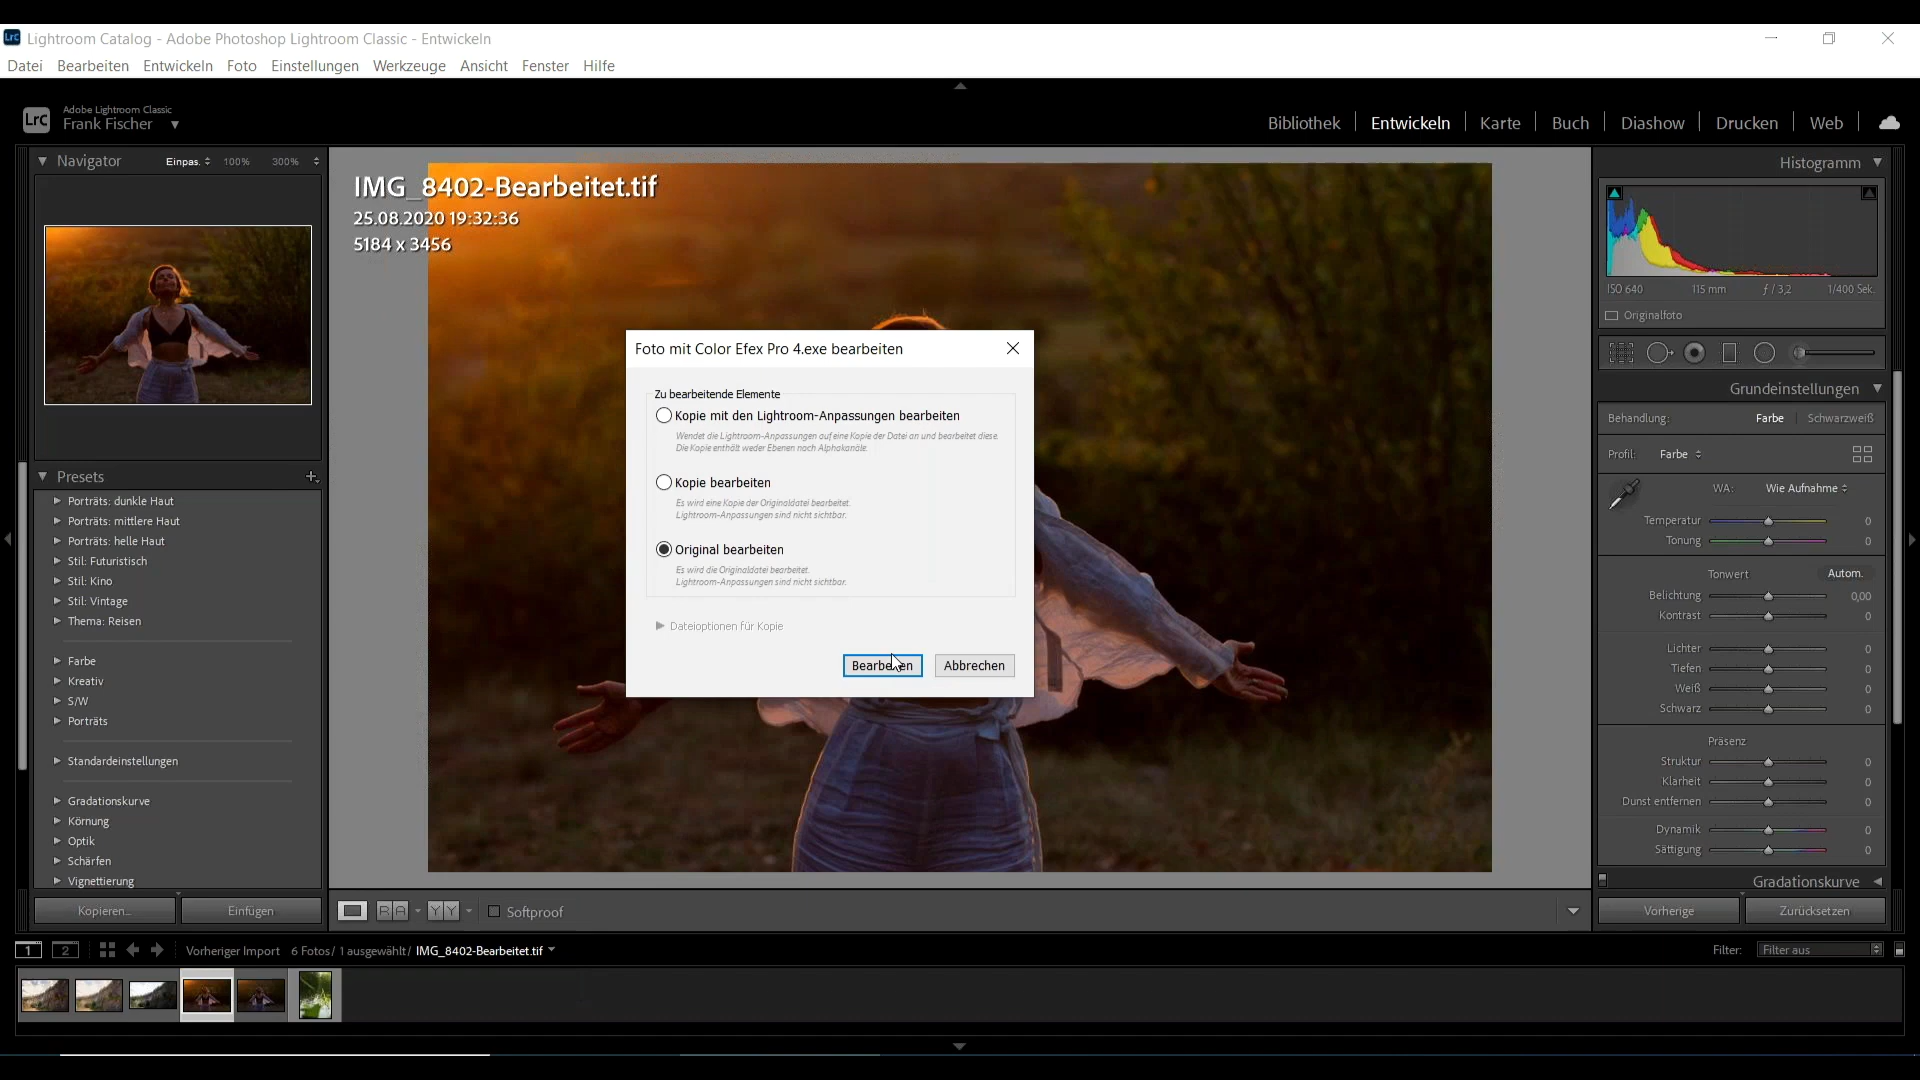 Lightroom Catalog - Adobe Photoshop Lightroom Classic - Entwickeln
Datei Bearbeiten Entwickeln Foto Einstellungen Werkzeuge Ansicht Fenster Hilfe
LrC Adobe Lightroom Classic
Frank Fischer
Bibliothek Entwickeln Karte Buch Diashow Drucken Web
Navigator Einpas. 100% 300%
Histogramm
IMG_8402-Bearbeitet.tif
25.08.2020 19:32:36
5184 x 3456
ISO 640 115 mm ƒ / 3,2 1/400 Sek.
Originalfoto
Foto mit Color Efex Pro 4.exe bearbeiten
Zu bearbeitende Elemente
Kopie mit den Lightroom-Anpassungen bearbeiten
Wendet die Lightroom-Anpassungen auf eine Kopie der Datei an und bearbeitet diese.
Die Kopie enthält weder Ebenen noch Alphakanäle.
Kopie bearbeiten
Es wird eine Kopie der Originaldatei bearbeitet.
Lightroom-Anpassungen sind nicht sichtbar.
Original bearbeiten
Es wird die Originaldatei bearbeitet.
Lightroom-Anpassungen sind nicht sichtbar.
Dateioptionen für Kopie
Bearbeiten Abbrechen
Presets
Porträts: dunkle Haut
Porträts: mittlere Haut
Porträts: helle Haut
Stil: Futuristisch
Stil: Kino
Stil: Vintage
Thema: Reisen
Farbe
Kreativ
S/W
Porträts
Standardeinstellungen
Gradationskurve
Körnung
Optik
Schärfen
Vignettierung
Kopieren... Einfügen
Grundeinstellungen
Behandlung: Farbe Schwarzweiß
Profil: Farbe
WA: Wie Aufnahme
Temperatur 0
Tonung 0
Tonwert Autom.
Belichtung 0,00
Kontrast 0
Lichter 0
Tiefen 0
Weiß 0
Schwarz 0
Präsenz
Struktur 0
Klarheit 0
Dunst entfernen 0
Dynamik 0
Sättigung 0
Gradationskurve
Vorherige Zurücksetzen
R A Y Y Softproof
1 2 Vorheriger Import 6 Fotos / 1 ausgewählt / IMG_8402-Bearbeitet.tif
Filter: Filter aus